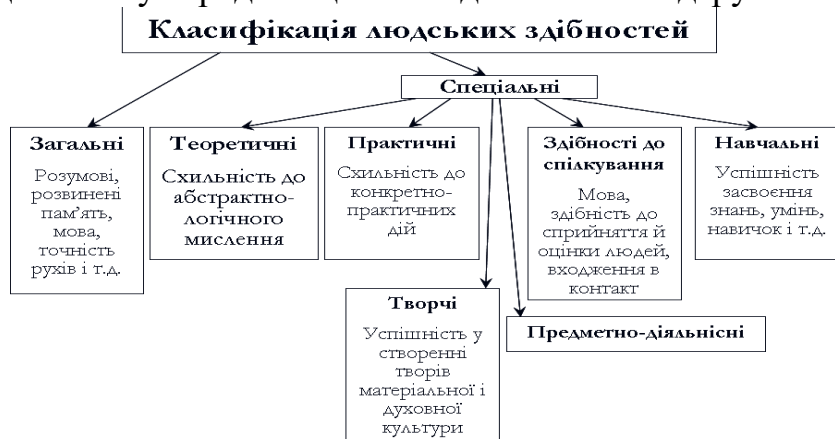 Класифікація людських здібностей
Спеціальні
Загальні
Розумові,
розвинені
пам'ять,
мова,
точність
рухів і т.д.
Теоретичні
Схильність до
абстрактно-
логічного
мислення
Практичні
Схильність до
конкретно-
практичних
дій
Здібності до
спілкування
Мова,
здібність до
сприйняття й
оцінки людей,
входження в
контакт
Навчальні
Успішність
засвоєння
знань, умінь,
навичок і т.д.
Творчі
Успішність у
створенні
творів
матеріальної і
духовної
культури
Предметно-діяльнісні